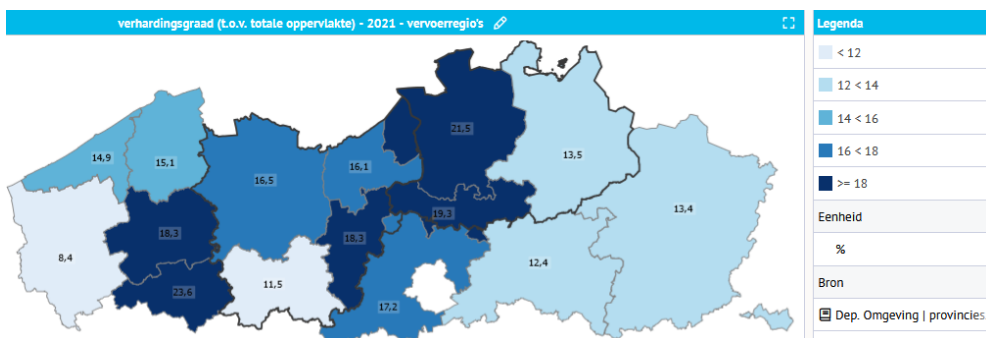 verhardingsgraad (t.o.v. totale oppervlakte) - 2021 - vervoerregio's
Legenda
< 12
12 < 14
14 < 16
16 < 18
>= 18
Eenheid
%
Bron
Dep. Omgeving | provincies
21,5
14,9
15,1
16,1
13,5
16,5
13,4
19,3
18,3
18,3
8,4
12,4
11,5
23,6
17,2